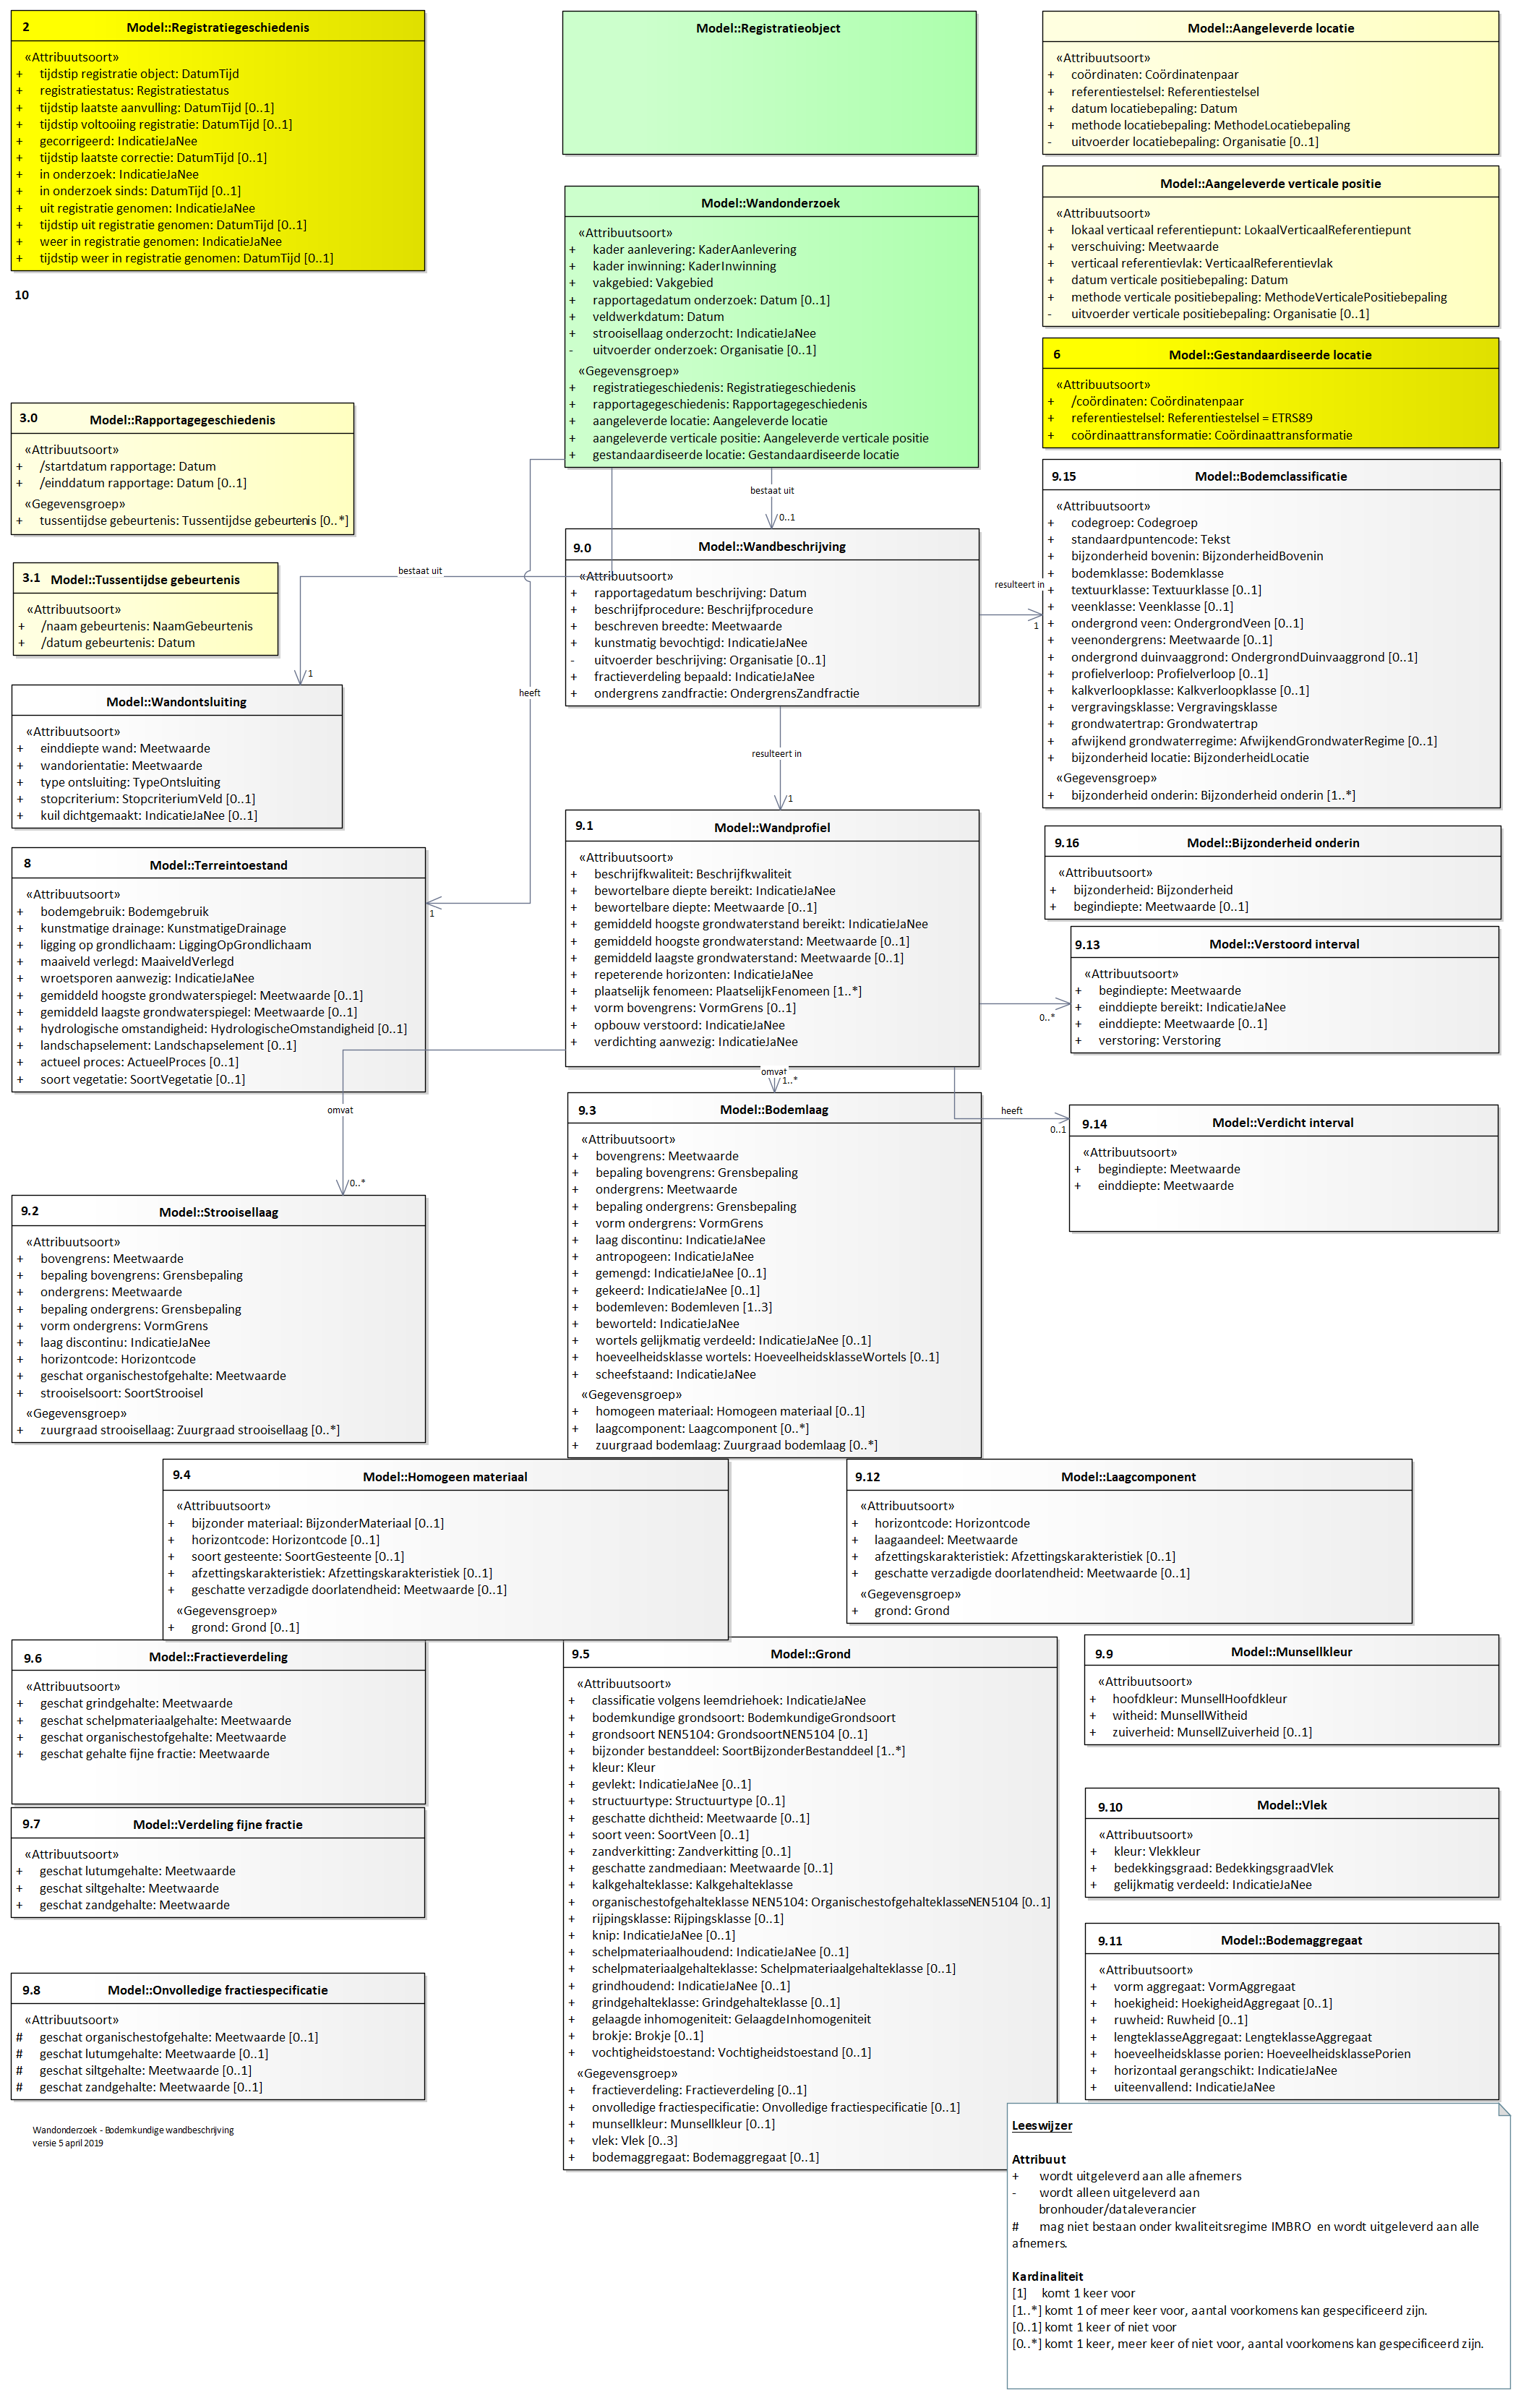 2
Model::Registratiegeschiedenis
«Attribuutsoort»
+ tijdstip registratie object: DatumTijd
+ registratiestatus: Registratiestatus
+ tijdstip laatste aanvulling: DatumTijd [0..1]
+ tijdstip voltooiing registratie: DatumTijd [0..1]
+ gecorrigeerd: IndicatieJaNee
+ tijdstip laatste correctie: DatumTijd [0..1]
+ in onderzoek: IndicatieJaNee
+ in onderzoek sinds: DatumTijd [0..1]
+ uit registratie genomen: IndicatieJaNee
+ tijdstip uit registratie genomen: DatumTijd [0..1]
+ weer in registratie genomen: IndicatieJaNee
+ tijdstip weer in registratie genomen: DatumTijd [0..1]
10
Model::Registratieobject
Model::Aangeleverde locatie
«Attribuutsoort»
+ coördinaten: Coördinatenpaar
+ referentiestelsel: Referentiestelsel
+ datum locatiebepaling: Datum
+ methode locatiebepaling: MethodeLocatiebepaling
- uitvoerder locatiebepaling: Organisatie [0..1]
Model::Aangeleverde verticale positie
«Attribuutsoort»
+ lokaal verticaal referentiepunt: LokaalVerticaalReferentiepunt
+ verschuiving: Meetwaarde
+ verticaal referentievlak: VerticaalReferentievlak
+ datum verticale positiebepaling: Datum
+ methode verticale positiebepaling: MethodeVerticalePositiebepaling
- uitvoerder verticale positiebepaling: Organisatie [0..1]
Model::Wandonderzoek
«Attribuutsoort»
+ kader aanlevering: KaderAanlevering
+ kader inwinning: KaderInwinning
+ vakgebied: Vakgebied
+ rapportagedatum onderzoek: Datum [0..1]
+ veldwerkdatum: Datum
+ strooisellaag onderzocht: IndicatieJaNee
- uitvoerder onderzoek: Organisatie [0..1]
«Gegevensgroep»
+ registratiegeschiedenis: Registratiegeschiedenis
+ rapportagegeschiedenis: Rapportagegeschiedenis
+ aangeleverde locatie: Aangeleverde locatie
+ aangeleverde verticale positie: Aangeleverde verticale positie
+ gestandaardiseerde locatie: Gestandaardiseerde locatie
6
Model::Gestandaardiseerde locatie
«Attribuutsoort»
+ /coördinaten: Coördinatenpaar
+ referentiestelsel: Referentiestelsel = ETRS89
+ coördinaattransformatie: Coördinaattransformatie
3.0
Model::Rapportagegeschiedenis
«Attribuutsoort»
+ /startdatum rapportage: Datum
+ /einddatum rapportage: Datum [0..1]
«Gegevensgroep»
+ tussentijdse gebeurtenis: Tussentijdse gebeurtenis [0..*]
3.1
Model::Tussentijdse gebeurtenis
«Attribuutsoort»
+ /naam gebeurtenis: NaamGebeurtenis
+ /datum gebeurtenis: Datum
bestaat uit
0..1
bestaat uit
1
heeft
1
9.0
Model::Wandbeschrijving
«Attribuutsoort»
+ rapportagedatum beschrijving: Datum
+ beschrijfprocedure: Beschrijfprocedure
+ beschreven breedte: Meetwaarde
+ kunstmatig bevochtigd: IndicatieJaNee
- uitvoerder beschrijving: Organisatie [0..1]
+ fractieverdeling bepaald: IndicatieJaNee
+ ondergrens zandfractie: OndergrensZandfractie
resulteert in
1
9.15
Model::Bodemclassificatie
«Attribuutsoort»
+ codegroep: Codegroep
+ standaardpuntencode: Tekst
+ bijzonderheid bovenin: BijzonderheidBovenin
+ bodemklasse: Bodemklasse
+ textuurklasse: Textuurklasse [0..1]
+ veenklasse: Veenklasse [0..1]
+ ondergrond veen: OndergrondVeen [0..1]
+ veenondergrens: Meetwaarde [0..1]
+ ondergrond duinvaaggrond: OndergrondDuinvaaggrond [0..1]
+ profielverloop: Profielverloop [0..1]
+ kalkverloopklasse: Kalkverloopklasse [0..1]
+ vergravingsklasse: Vergravingsklasse
+ grondwatertrap: Grondwatertrap
+ afwijkend grondwaterregime: AfwijkendGrondwaterRegime [0..1]
+ bijzonderheid locatie: BijzonderheidLocatie
«Gegevensgroep»
+ bijzonderheid onderin: Bijzonderheid onderin [1..*]
Model::Wandontsluiting
«Attribuutsoort»
+ einddiepte wand: Meetwaarde
+ wandorientatie: Meetwaarde
+ type ontsluiting: TypeOntsluiting
+ stopcriterium: StopcriteriumVeld [0..1]
+ kuil dichtgemaakt: IndicatieJaNee [0..1]
resulteert in
1
8
Model::Terreintoestand
«Attribuutsoort»
+ bodemgebruik: Bodemgebruik
+ kunstmatige drainage: KunstmatigeDrainage
+ ligging op grondlichaam: LiggingOpGrondlichaam
+ maaiveld verlegd: MaaiveldVerlegd
+ wroetsporen aanwezig: IndicatieJaNee
+ gemiddeld hoogste grondwaterspiegel: Meetwaarde [0..1]
+ gemiddeld laagste grondwaterspiegel: Meetwaarde [0..1]
+ hydrologische omstandigheid: HydrologischeOmstandigheid [0..1]
+ landschapselement: Landschapselement [0..1]
+ actueel proces: ActueelProces [0..1]
+ soort vegetatie: SoortVegetatie [0..1]
9.1
Model::Wandprofiel
«Attribuutsoort»
+ beschrijfkwaliteit: Beschrijfkwaliteit
+ bewortelbare diepte bereikt: IndicatieJaNee
+ bewortelbare diepte: Meetwaarde [0..1]
+ gemiddeld hoogste grondwaterstand bereikt: IndicatieJaNee
+ gemiddeld hoogste grondwaterstand: Meetwaarde [0..1]
+ gemiddeld laagste grondwaterstand: Meetwaarde [0..1]
+ repeterende horizonten: IndicatieJaNee
+ plaatselijk fenomeen: PlaatselijkFenomeen [1..*]
+ vorm bovengrens: VormGrens [0..1]
+ opbouw verstoord: IndicatieJaNee
+ verdichting aanwezig: IndicatieJaNee
9.16
Model::Bijzonderheid onderin
«Attribuutsoort»
+ bijzonderheid: Bijzonderheid
+ begindiepte: Meetwaarde [0..1]
9.13
Model::Verstoord interval
«Attribuutsoort»
+ begindiepte: Meetwaarde
+ einddiepte bereikt: IndicatieJaNee
+ einddiepte: Meetwaarde [0..1]
+ verstoring: Verstoring
0..*
omvat
1..*
heeft
0..1
omvat
0..*
9.14
Model::Verdicht interval
«Attribuutsoort»
+ begindiepte: Meetwaarde
+ einddiepte: Meetwaarde
9.3
Model::Bodemlaag
«Attribuutsoort»
+ bovengrens: Meetwaarde
+ bepaling bovengrens: Grensbepaling
+ ondergrens: Meetwaarde
+ bepaling ondergrens: Grensbepaling
+ vorm ondergrens: VormGrens
+ laag discontinu: IndicatieJaNee
+ antropogeen: IndicatieJaNee
+ gemengd: IndicatieJaNee [0..1]
+ gekeerd: IndicatieJaNee [0..1]
+ bodemleven: Bodemleven [1..3]
+ beworteld: IndicatieJaNee
+ wortels gelijkmatig verdeeld: IndicatieJaNee [0..1]
+ hoeveelheidsklasse wortels: HoeveelheidsklasseWortels [0..1]
+ scheefstaand: IndicatieJaNee
«Gegevensgroep»
+ homogeen materiaal: Homogeen materiaal [0..1]
+ laagcomponent: Laagcomponent [0..*]
+ zuurgraad bodemlaag: Zuurgraad bodemlaag [0..*]
9.2
Model::Strooisellaag
«Attribuutsoort»
+ bovengrens: Meetwaarde
+ bepaling bovengrens: Grensbepaling
+ ondergrens: Meetwaarde
+ bepaling ondergrens: Grensbepaling
+ vorm ondergrens: VormGrens
+ laag discontinu: IndicatieJaNee
+ horizontcode: Horizontcode
+ geschat organischestofgehalte: Meetwaarde
+ strooiselsoort: SoortStrooisel
«Gegevensgroep»
+ zuurgraad strooisellaag: Zuurgraad strooisellaag [0..*]
9.4
Model::Homogeen materiaal
«Attribuutsoort»
+ bijzonder materiaal: BijzonderMateriaal [0..1]
+ horizontcode: Horizontcode [0..1]
+ soort gesteente: SoortGesteente [0..1]
+ afzettingskarakteristiek: Afzettingskarakteristiek [0..1]
+ geschatte verzadigde doorlatendheid: Meetwaarde [0..1]
«Gegevensgroep»
+ grond: Grond [0..1]
9.12
Model::Laagcomponent
«Attribuutsoort»
+ horizontcode: Horizontcode
+ laagaandeel: Meetwaarde
+ afzettingskarakteristiek: Afzettingskarakteristiek [0..1]
+ geschatte verzadigde doorlatendheid: Meetwaarde [0..1]
«Gegevensgroep»
+ grond: Grond
9.6
Model::Fractieverdeling
«Attribuutsoort»
+ geschat grindgehalte: Meetwaarde
+ geschat schelpmateriaalgehalte: Meetwaarde
+ geschat organischestofgehalte: Meetwaarde
+ geschat gehalte fijne fractie: Meetwaarde
9.7
Model::Verdeling fijne fractie
«Attribuutsoort»
+ geschat lutumgehalte: Meetwaarde
+ geschat siltgehalte: Meetwaarde
+ geschat zandgehalte: Meetwaarde
9.8
Model::Onvolledige fractiespecificatie
«Attribuutsoort»
# geschat organischestofgehalte: Meetwaarde [0..1]
# geschat lutumgehalte: Meetwaarde [0..1]
# geschat siltgehalte: Meetwaarde [0..1]
# geschat zandgehalte: Meetwaarde [0..1]
Wandonderzoek - Bodemkundige wandbeschrijving
versie 5 april 2019
9.5
Model::Grond
«Attribuutsoort»
+ classificatie volgens leemdriehoek: IndicatieJaNee
+ bodemkundige grondsoort: BodemkundigeGrondsoort
+ grondsoort NEN5104: GrondsoortNEN5104 [0..1]
+ bijzonder bestanddeel: SoortBijzonderBestanddeel [1..*]
+ kleur: Kleur
+ gevlekt: IndicatieJaNee [0..1]
+ structuurtype: Structuurtype [0..1]
+ geschatte dichtheid: Meetwaarde [0..1]
+ soort veen: SoortVeen [0..1]
+ zandverkitting: Zandverkitting [0..1]
+ geschatte zandmediaan: Meetwaarde [0..1]
+ kalkgehalteklasse: Kalkgehalteklasse
+ organischestofgehalteklasse NEN5104: OrganischestofgehalteklasseNEN5104 [0..1]
+ rijpingsklasse: Rijpingsklasse [0..1]
+ knip: IndicatieJaNee [0..1]
+ schelpmateriaalhoudend: IndicatieJaNee [0..1]
+ schelpmateriaalgehalteklasse: Schelpmateriaalgehalteklasse [0..1]
+ grindhoudend: IndicatieJaNee [0..1]
+ grindgehalteklasse: Grindgehalteklasse [0..1]
+ gelaagde inhomogeniteit: GelaagdeInhomogeniteit
+ brokje: Brokje [0..1]
+ vochtigheidstoestand: Vochtigheidstoestand [0..1]
«Gegevensgroep»
+ fractieverdeling: Fractieverdeling [0..1]
+ onvolledige fractiespecificatie: Onvolledige fractiespecificatie [0..1]
+ munsellkleur: Munsellkleur [0..1]
+ vlek: Vlek [0..3]
+ bodemaggregaat: Bodemaggregaat [0..1]
9.9
Model::Munsellkleur
«Attribuutsoort»
+ hoofdkleur: MunsellHoofdkleur
+ witheid: MunsellWitheid
+ zuiverheid: MunsellZuiverheid [0..1]
9.10
Model::Vlek
«Attribuutsoort»
+ kleur: Vlekkleur
+ bedekkingsgraad: BedekkingsgraadVlek
+ gelijkmatig verdeeld: IndicatieJaNee
9.11
Model::Bodemaggregaat
«Attribuutsoort»
+ vorm aggregaat: VormAggregaat
+ hoekigheid: HoekigheidAggregaat [0..1]
+ ruwheid: Ruwheid [0..1]
+ lengteklasseAggregaat: LengteklasseAggregaat
+ hoeveelheidsklasse porien: HoeveelheidsklassePorien
+ horizontaal gerangschikt: IndicatieJaNee
+ uiteenvallend: IndicatieJaNee
Leeswijzer
Attribuut
+ wordt uitgeleverd aan alle afnemers
- wordt alleen uitgeleverd aan
bronhouder/dataleverancier
# mag niet bestaan onder kwaliteitsregime IMBRO en wordt uitgeleverd aan alle
afnemers.
Kardinaliteit
[1] komt 1 keer voor
[1..*] komt 1 of meer keer voor, aantal voorkomens kan gespecificeerd zijn.
[0..1] komt 1 keer of niet voor
[0..*] komt 1 keer, meer keer of niet voor, aantal voorkomens kan gespecificeerd zijn.